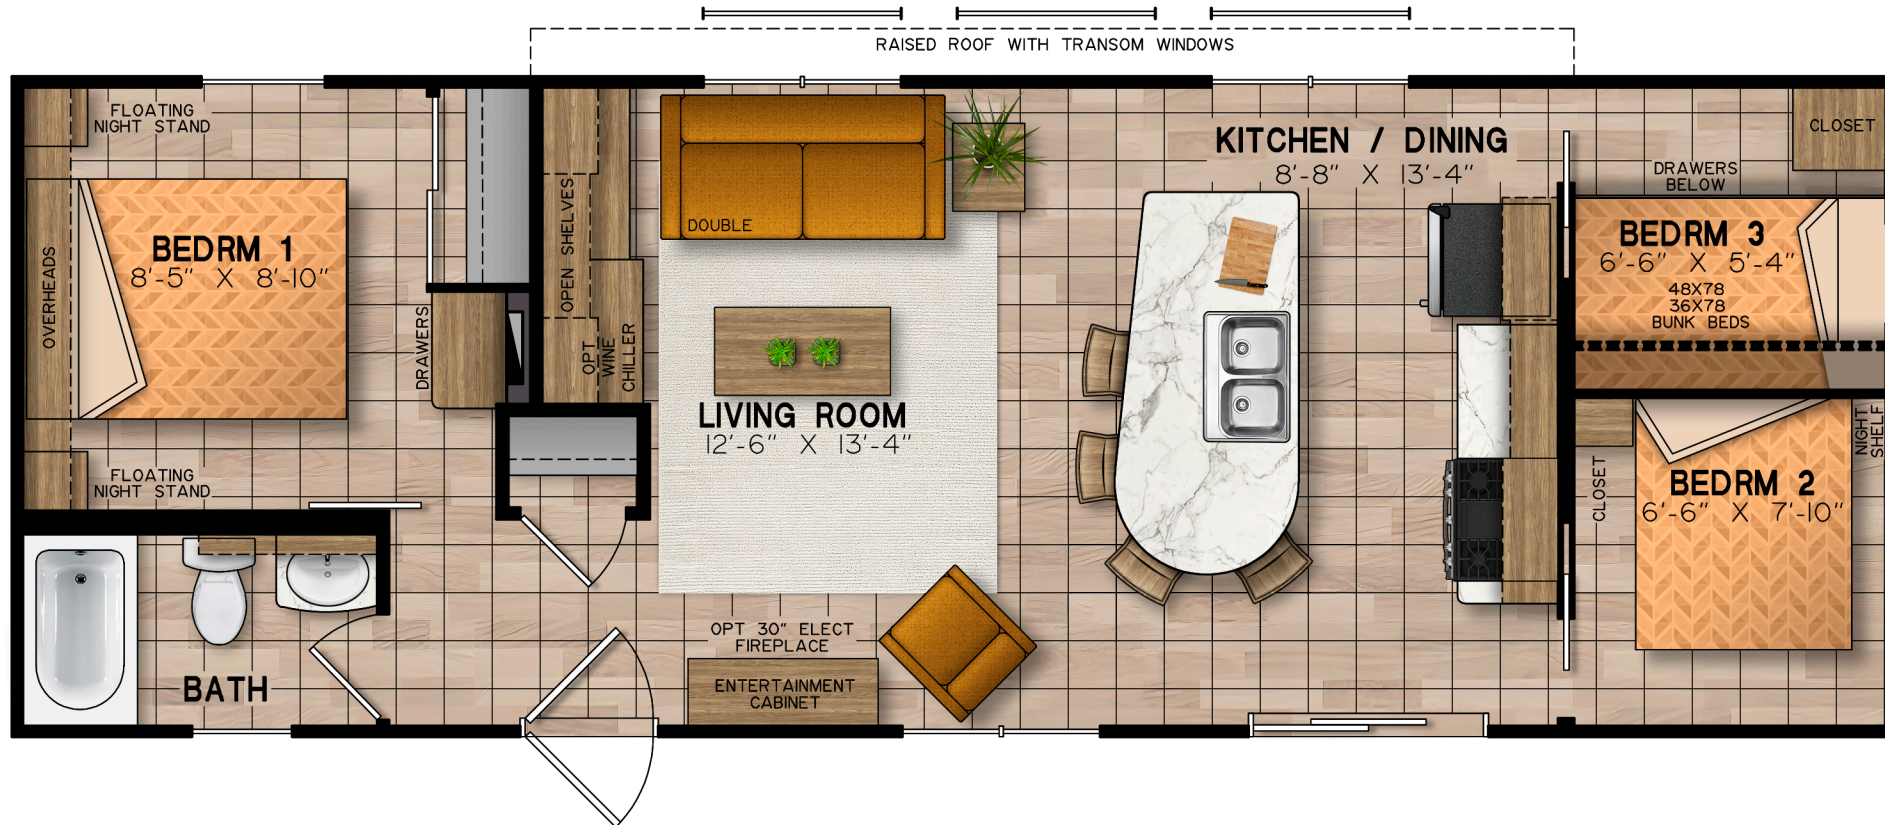 RAISED ROOF WITH TRANSOM WINDOWS
FLOATING
NIGHT STAND
OVERHEADS
BEDRM 1
8'-5" X 8'-10"
FLOATING
NIGHT STAND
DRAWERS
BATH
OPEN SHELVES
OPT
WINE
CHILLER
DOUBLE
LIVING ROOM
12'-6" X 13'-4"
OPT 30" ELECT
FIREPLACE
ENTERTAINMENT
CABINET
KITCHEN / DINING
8'-8" X 13'-4"
CLOSET
DRAWERS
BELOW
BEDRM 3
6'-6" X 5'-4"
48X78
36X78
BUNK BEDS
CLOSET
NIGHT
SHELF
BEDRM 2
6'-6" X 7'-10"